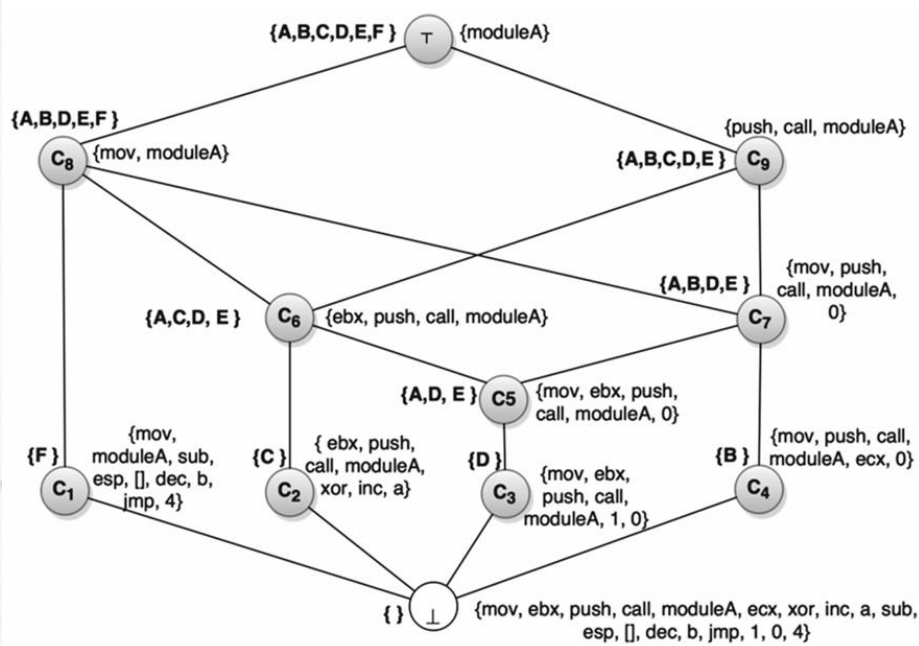 {A,B,C,D,E,F } ⊤ {moduleA}
{A,B,D,E,F }
C8 {mov, moduleA}
{push, call, moduleA}
{A,B,C,D,E } C9
{A,C,D, E } C6 {ebx, push, call, moduleA}
{A,B,D,E } C7
{mov, push,
call, moduleA,
0}
{A,D, E } C5
{mov, ebx, push,
call, moduleA, 0}
{F } C1
{mov,
moduleA, sub,
esp, [], dec, b,
jmp, 4}
{C } C2
{ ebx, push,
call, moduleA,
xor, inc, a}
{D } C3
{mov, ebx,
push, call,
moduleA, 1, 0}
{B } C4
{mov, push, call,
moduleA, ecx, 0}
{ } ⊥
{mov, ebx, push, call, moduleA, ecx, xor, inc, a, sub,
esp, [], dec, b, jmp, 1, 0, 4}